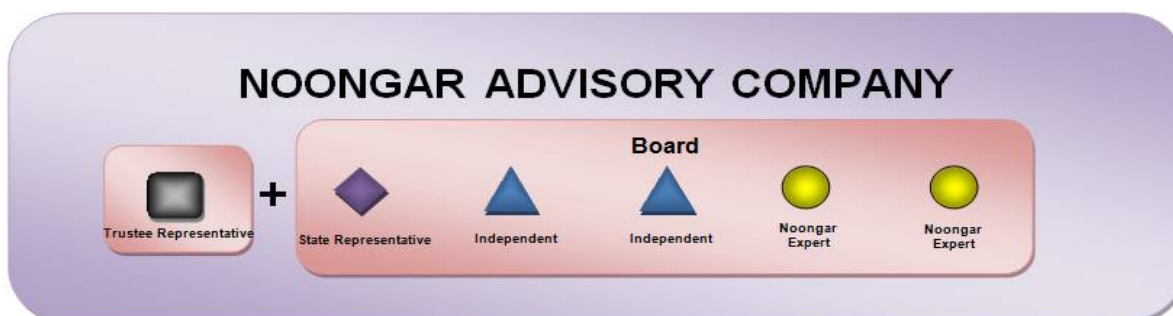 NOONGAR ADVISORY COMPANY
Board
+
Trustee Representative
State Representative
Independent
Independent
Noongar
Expert
Noongar
Expert